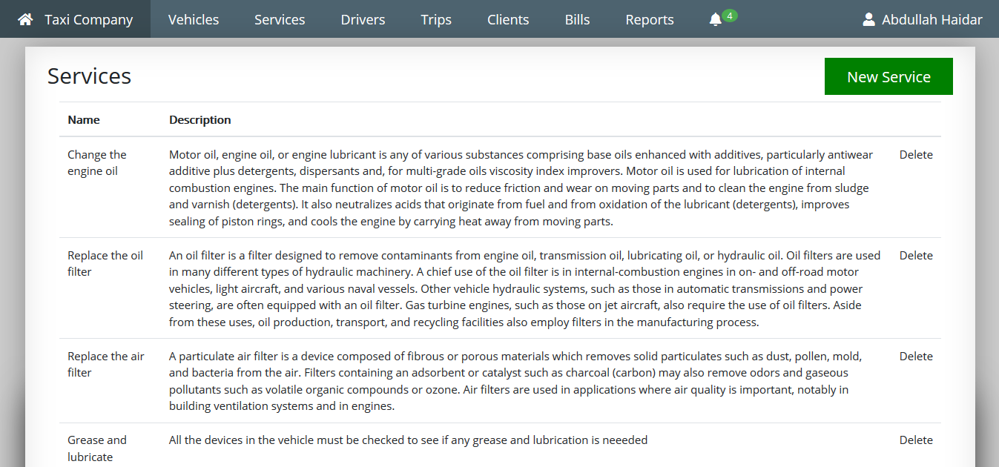 Taxi Company Vehicles Services Drivers Trips Clients Bills Reports 4 Abdullah Haidar
Services New Service
Name Description
Change the engine oil
Motor oil, engine oil, or engine lubricant is any of various substances comprising base oils enhanced with additives, particularly antiwear
additive plus detergents, dispersants and, for multi-grade oils viscosity index improvers. Motor oil is used for lubrication of internal
combustion engines. The main function of motor oil is to reduce friction and wear on moving parts and to clean the engine from sludge
and varnish (detergents). It also neutralizes acids that originate from fuel and from oxidation of the lubricant (detergents), improves
sealing of piston rings, and cools the engine by carrying heat away from moving parts.
Delete
Replace the oil
filter
An oil filter is a filter designed to remove contaminants from engine oil, transmission oil, lubricating oil, or hydraulic oil. Oil filters are used
in many different types of hydraulic machinery. A chief use of the oil filter is in internal-combustion engines in on- and off-road motor
vehicles, light aircraft, and various naval vessels. Other vehicle hydraulic systems, such as those in automatic transmissions and power
steering, are often equipped with an oil filter. Gas turbine engines, such as those on jet aircraft, also require the use of oil filters. Aside
from these uses, oil production, transport, and recycling facilities also employ filters in the manufacturing process.
Delete
Replace the air
filter
A particulate air filter is a device composed of fibrous or porous materials which removes solid particulates such as dust, pollen, mold,
and bacteria from the air. Filters containing an adsorbent or catalyst such as charcoal (carbon) may also remove odors and gaseous
pollutants such as volatile organic compounds or ozone. Air filters are used in applications where air quality is important, notably in
building ventilation systems and in engines.
Delete
Grease and
lubricate
All the devices in the vehicle must be checked to see if any grease and lubrication is neeeded
Delete